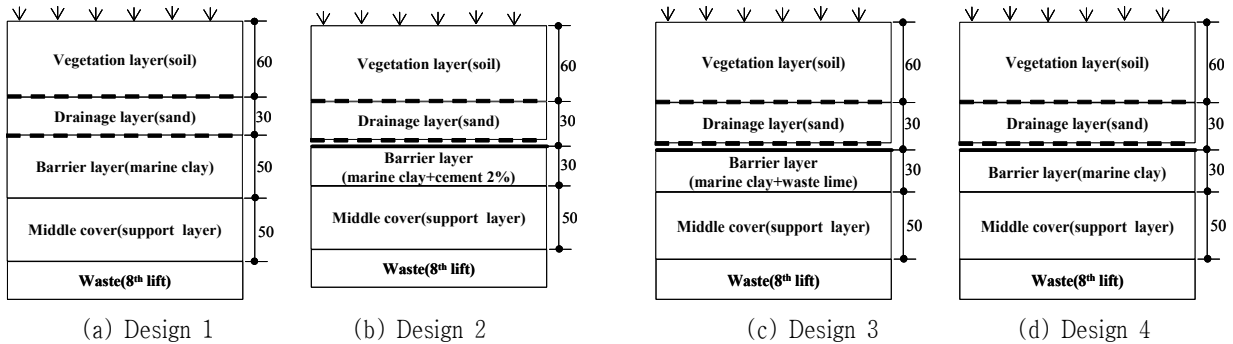 Vegetation layer(soil)
60
Drainage layer(sand)
30
Barrier layer(marine clay)
50
Middle cover(support layer)
50
Waste(8th lift)
(a) Design 1
Vegetation layer(soil)
60
Drainage layer(sand)
30
Barrier layer
(marine clay+cement 2%)
30
Middle cover(support layer)
50
Waste(8th lift)
(b) Design 2
Vegetation layer(soil)
60
Drainage layer(sand)
30
Barrier layer
(marine clay+waste lime)
30
Middle cover(support layer)
50
Waste(8th lift)
(c) Design 3
Vegetation layer(soil)
60
Drainage layer(sand)
30
Barrier layer(marine clay)
30
Middle cover(support layer)
50
Waste(8th lift)
(d) Design 4